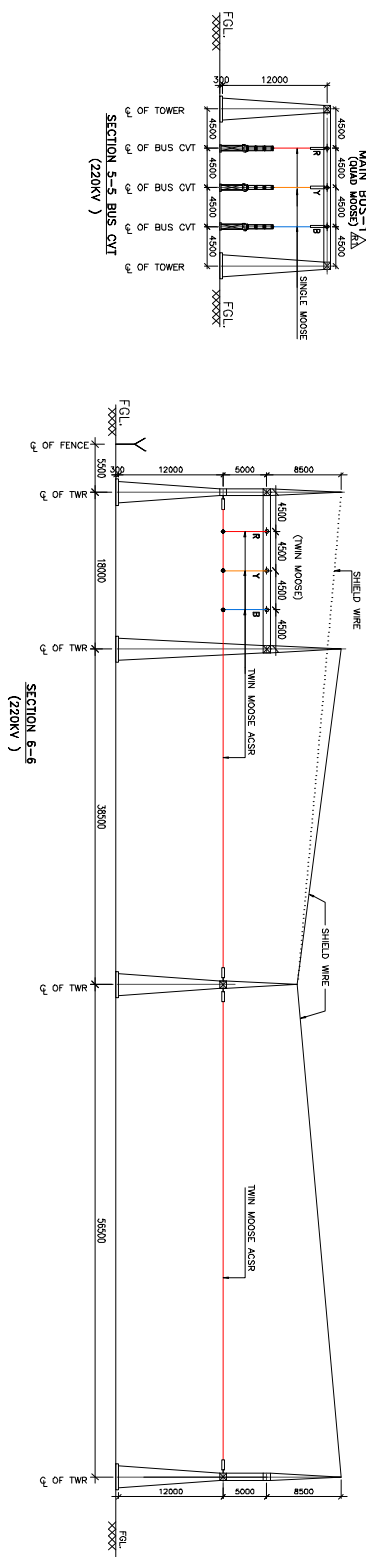 MAIN BUS-1
(QUAD MOOSE) R1
R
Y
B
4500
4500
4500
4500
12000
300
FGL.
FGL.
SINGLE MOOSE
4500
4500
4500
4500
℄ OF TOWER
℄ OF BUS CVT
℄ OF BUS CVT
℄ OF BUS CVT
℄ OF TOWER
SECTION 5-5 BUS CVT
(220KV )
8500
5000
12000
300
FGL.
SHIELD WIRE
SHIELD WIRE
4500
4500
4500
4500
(TWIN MOOSE)
R
Y
B
TWIN MOOSE ACSR
TWIN MOOSE ACSR
8500
5000
12000
FGL.
5500
18000
38500
56500
℄ OF FENCE
℄ OF TWR
℄ OF TWR
℄ OF TWR
℄ OF TWR
SECTION 6-6
(220KV )